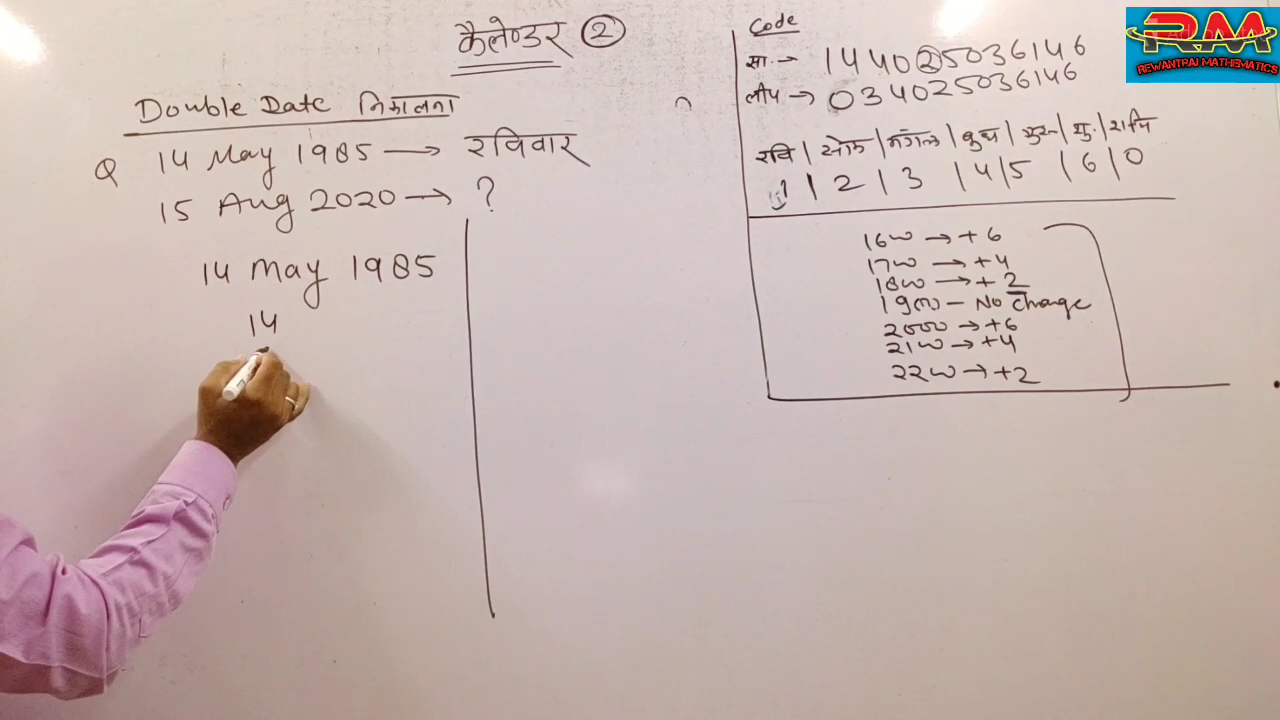 कैलेण्डर ②
Double Date निकालना
Q 14 May 1985 → रविवार
15 Aug 2020 → ?
14 May 1985
14
Code
सा. → 144025036146
लीप → 034025036146
रवि | सोम | मंगल | बुध | गुरु | शु. | शनि
1 | 2 | 3 | 4 | 5 | 6 | 0
1600 → +6
1700 → +4
1800 → +2
1900 - No change
2000 → +6
2100 → +4
2200 → +2
RM
REWANTRAJ MATHEMATICS